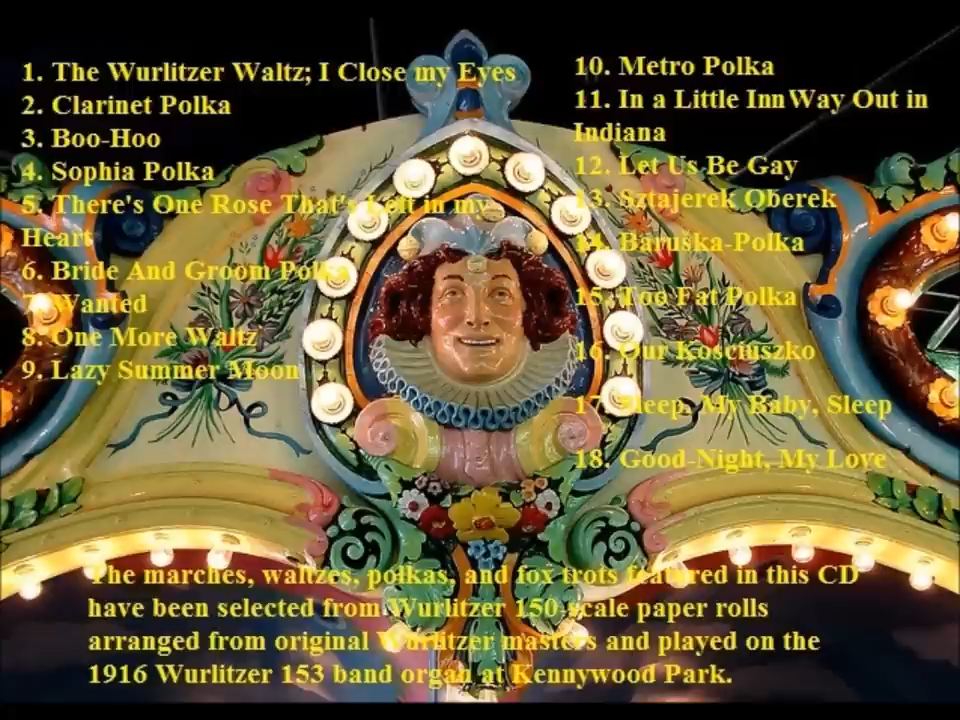 1. The Wurlitzer Waltz; I Close my Eyes
2. Clarinet Polka
3. Boo-Hoo
4. Sophia Polka
5. There's One Rose That's Left in my
Heart
6. Bride And Groom Polka
7. Wanted
8. One More Waltz
9. Lazy Summer Moon
10. Metro Polka
11. In a Little Inn Way Out in
Indiana
12. Let Us Be Gay
13. Sztajerek Oberek
14. Baruska-Polka
15. Too Fat Polka
16. Our Kosciuszko
17. Sleep, My Baby, Sleep
18. Good-Night, My Love
The marches, waltzes, polkas, and fox trots featured in this CD
have been selected from Wurlitzer 150-scale paper rolls
arranged from original Wurlitzer masters and played on the
1916 Wurlitzer 153 band organ at Kennywood Park.